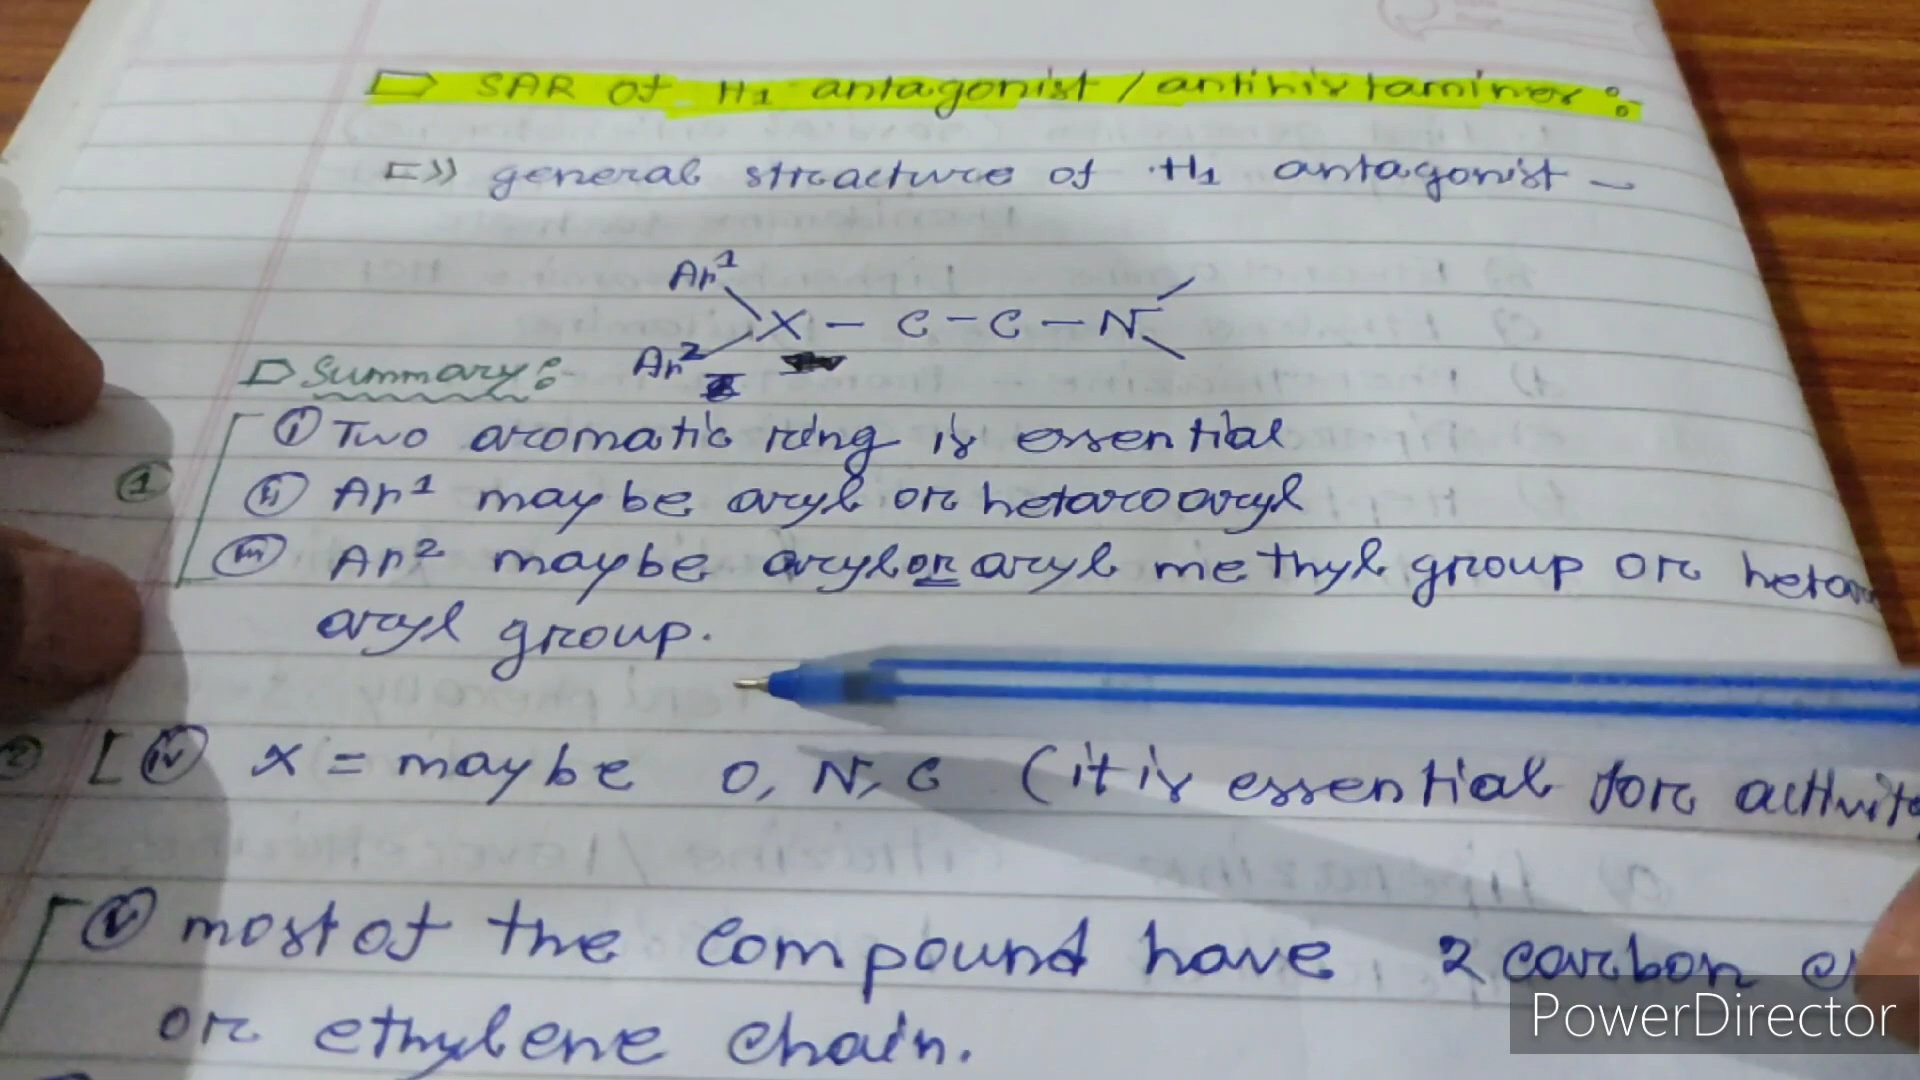 SAR of H1 antagonist / antihistamines :-
general structure of H1 antagonist -
Ar1
X - C - C - N
Ar2
Summary :-
(i) Two aromatic ring is essential
1
(ii) Ar1 may be aryl or hetaroaryl
(iii) Ar2 maybe aryl or aryl methyl group or
aryl group.
2 (iv) X = maybe O, N, C (it is essential for
(v) most of the compound have 2 carbon
or ethylene chain.
PowerDirector